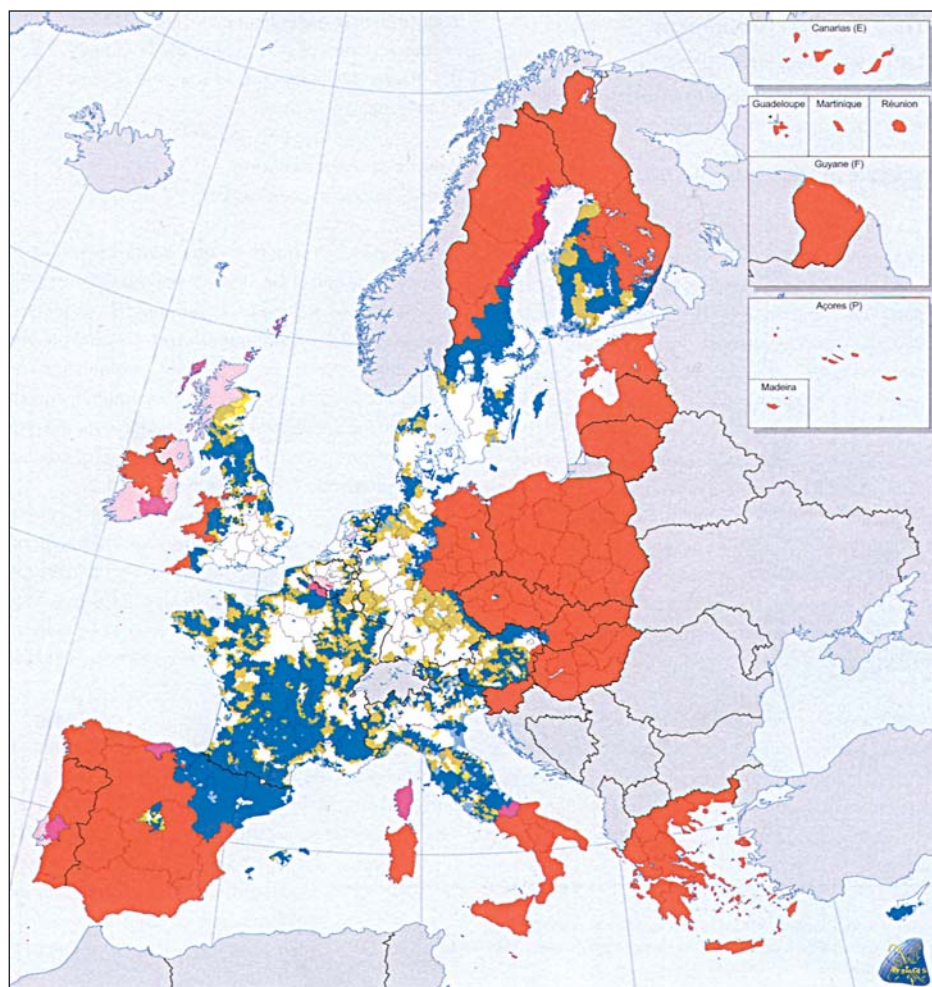 Canarias (E)
Guadeloupe
Martinique
Réunion
Guyane (F)
Açores (P)
Madeira